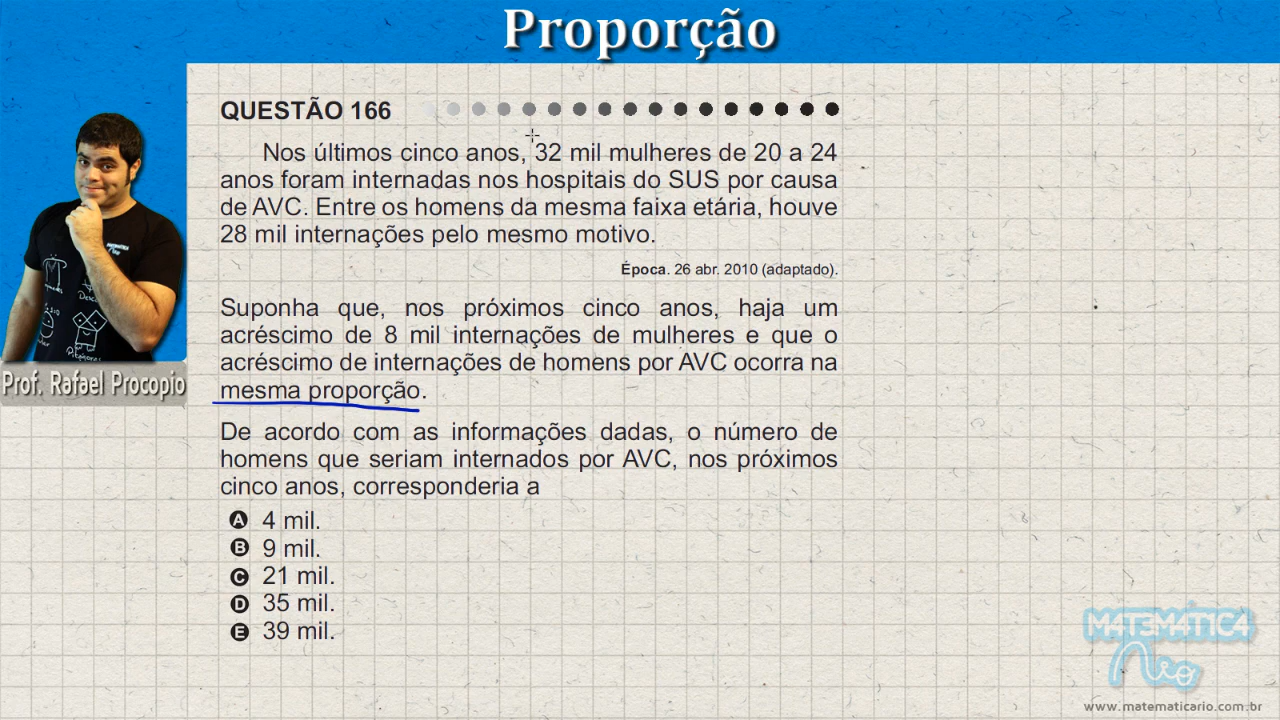 Proporção
QUESTÃO 166
Nos últimos cinco anos, 32 mil mulheres de 20 a 24
anos foram internadas nos hospitais do SUS por causa
de AVC. Entre os homens da mesma faixa etária, houve
28 mil internações pelo mesmo motivo.
Época. 26 abr. 2010 (adaptado).
Suponha que, nos próximos cinco anos, haja um
acréscimo de 8 mil internações de mulheres e que o
acréscimo de internações de homens por AVC ocorra na
mesma proporção.
De acordo com as informações dadas, o número de
homens que seriam internados por AVC, nos próximos
cinco anos, corresponderia a
A 4 mil.
B 9 mil.
C 21 mil.
D 35 mil.
E 39 mil.
Prof. Rafael Procopio
M4T3M4T1C4
Rio
www.matematicario.com.br